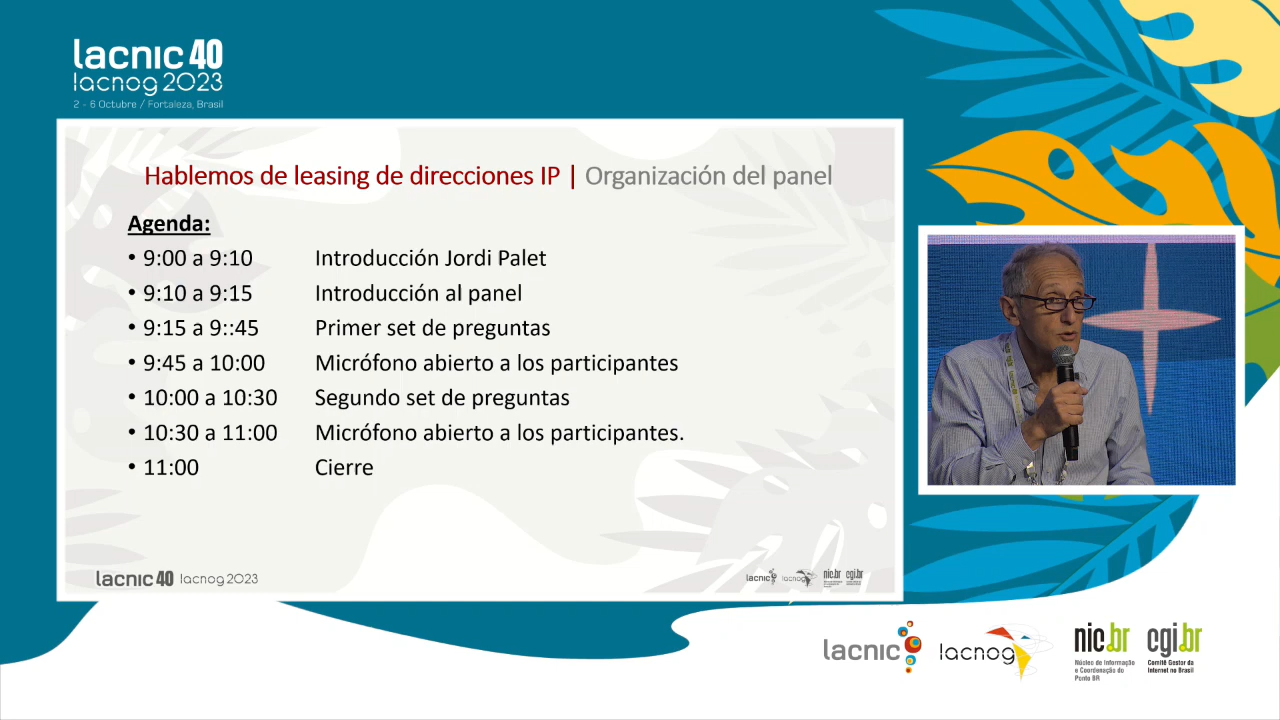 lacnic 40
lacnog 2023
2 - 6 Octubre / Fortaleza, Brasil
Hablemos de leasing de direcciones IP | Organización del panel
Agenda:
• 9:00 a 9:10 Introducción Jordi Palet
• 9:10 a 9:15 Introducción al panel
• 9:15 a 9::45 Primer set de preguntas
• 9:45 a 10:00 Micrófono abierto a los participantes
• 10:00 a 10:30 Segundo set de preguntas
• 10:30 a 11:00 Micrófono abierto a los participantes.
• 11:00 Cierre
lacnic 40 lacnog 2023
lacnic lacnog nic.br cgi.br
lacnic lacnog nic.br cgi.br
Núcleo de Informação
e Coordenação do
Ponto BR
Comitê Gestor da
Internet no Brasil